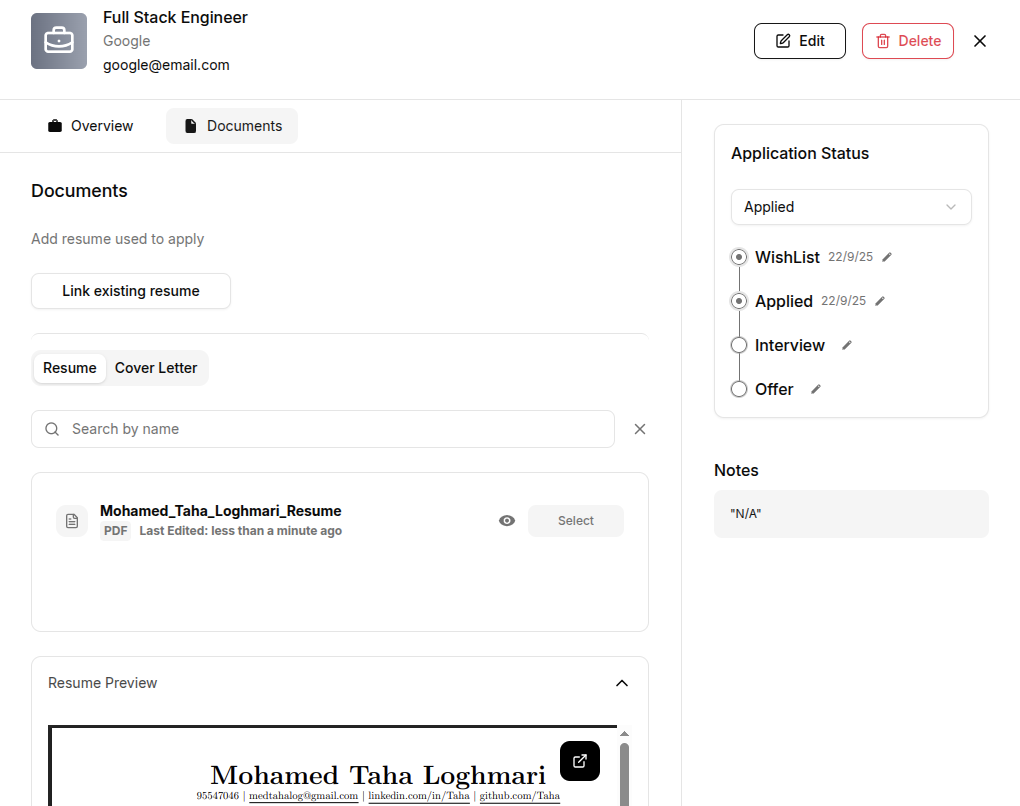 Full Stack Engineer
Google
google@email.com
Edit
Delete
Overview
Documents
Documents
Add resume used to apply
Link existing resume
Resume
Cover Letter
Search by name
Mohamed_Taha_Loghmari_Resume
PDF
Last Edited: less than a minute ago
Select
Resume Preview
Mohamed Taha Loghmari
95547046 | medtahalog@gmail.com | linkedin.com/in/Taha | github.com/Taha
Application Status
Applied
WishList 22/9/25
Applied 22/9/25
Interview
Offer
Notes
"N/A"